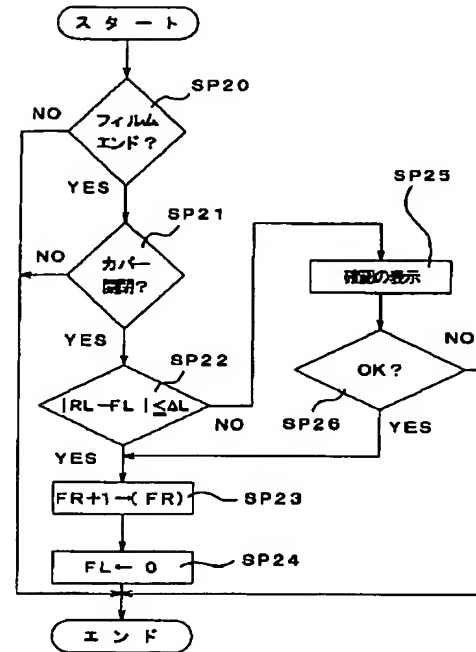 スタート
SP20
NO
フィルム
エンド?
YES
SP21
NO
カバー
開閉?
YES
SP22
|RL-FL|≦ΔL
NO
YES
FR+1→(FR)
SP23
FL←0
SP24
エンド
SP25
確認の表示
OK?
NO
SP26
YES